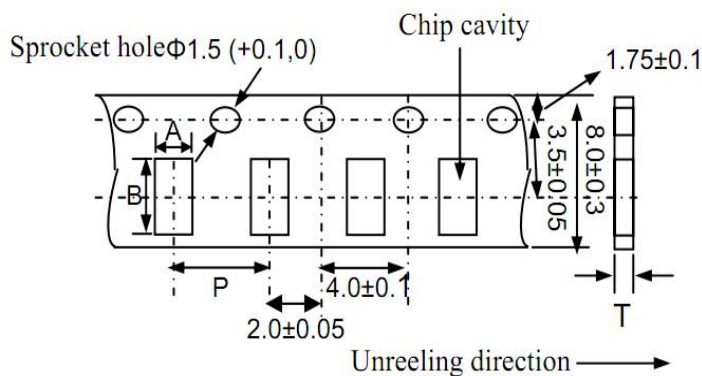 Chip cavity
Sprocket holeΦ1.5 (+0.1,0)
1.75±0.1
A
B
3.5±0.05
8.0±0.3
P
4.0±0.1
2.0±0.05
T
Unreeling direction